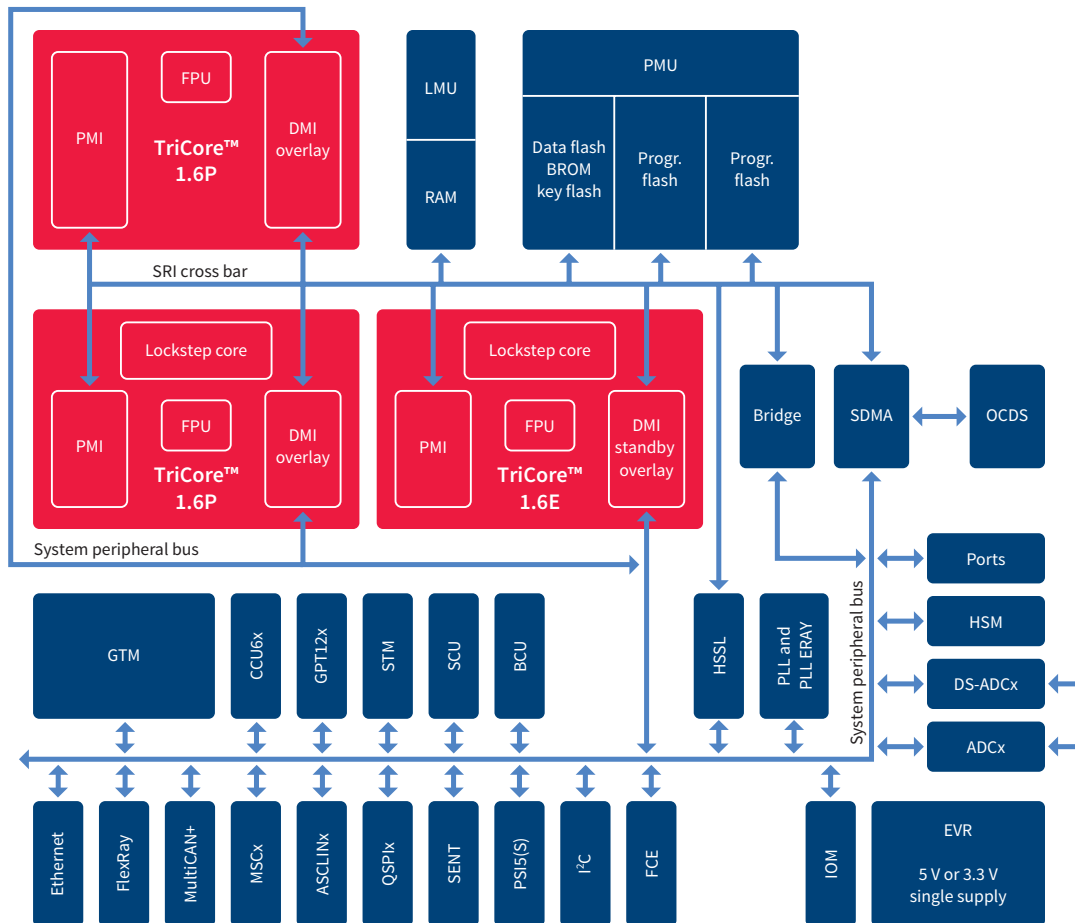 FPU
PMI
TriCore™
1.6P
DMI
overlay
LMU
RAM
PMU
Data flash
BROM
key flash
Progr.
flash
Progr.
flash
SRI cross bar
Lockstep core
PMI
FPU
TriCore™
1.6P
DMI
overlay
Lockstep core
PMI
FPU
TriCore™
1.6E
DMI
standby
overlay
Bridge
SDMA
OCDS
System peripheral bus
Ports
HSM
DS-ADCx
ADCx
System peripheral bus
GTM
CCU6x
GPT12x
STM
SCU
BCU
HSSL
PLL and
PLL ERAY
Ethernet
FlexRay
MultiCAN+
MSCx
ASCLINx
QSPIx
SENT
PSI5(S)
I²C
FCE
IOM
EVR
5 V or 3.3 V
single supply